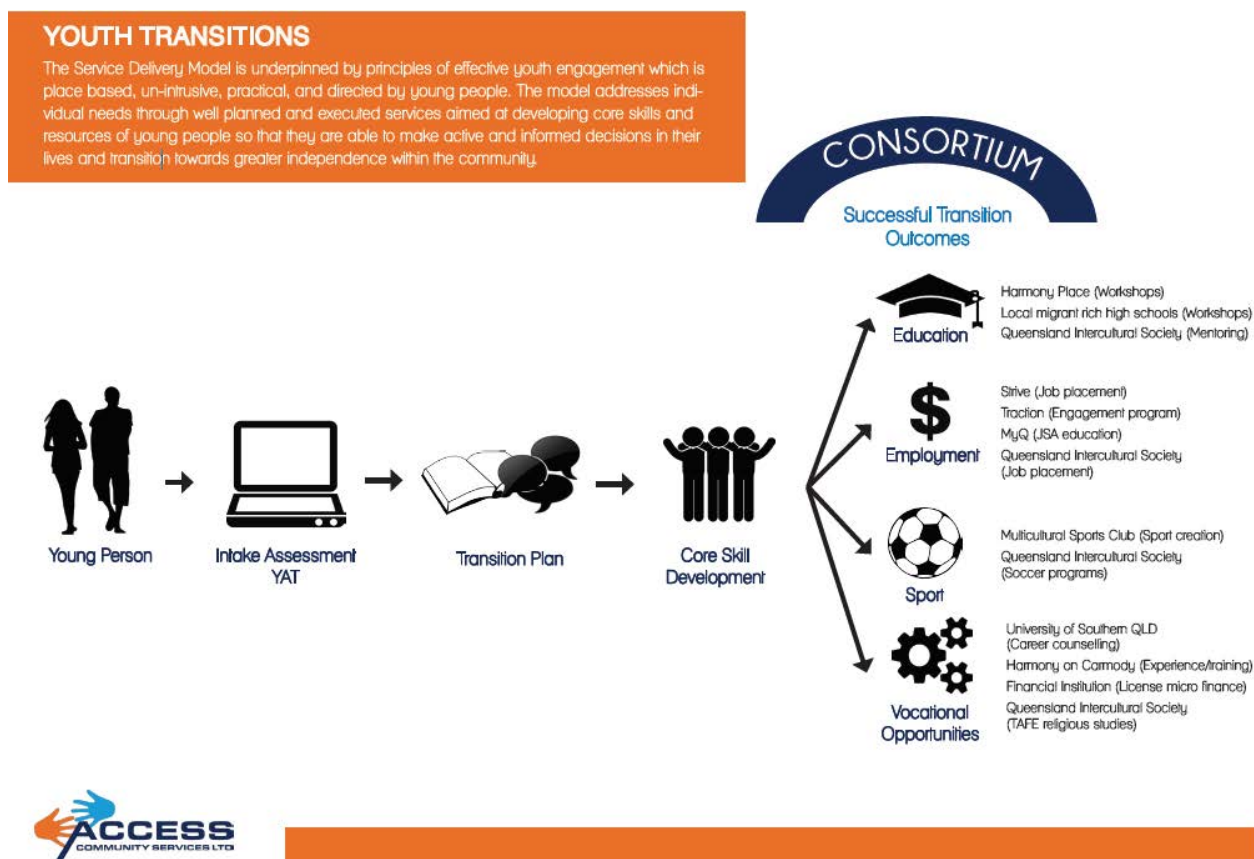 YOUTH TRANSITIONS
The Service Delivery Model is underpinned by principles of effective youth engagement which is
place based, un-intrusive, practical, and directed by young people. The model addresses indi-
vidual needs through well planned and executed services aimed at developing core skills and
resources of young people so that they are able to make active and informed decisions in their
lives and transition towards greater independence within the community.
CONSORTIUM
Successful Transition
Outcomes
Young Person
Intake Assessment
YAT
Transition Plan
Core Skill
Development
Education
Harmony Place (Workshops)
Local migrant rich high schools (Workshops)
Queensland Intercultural Society (Mentoring)
$
Employment
Strive (Job placement)
Traction (Engagement program)
MyQ (JSA education)
Queensland Intercultural Society
(Job placement)
Sport
Multicultural Sports Club (Sport creation)
Queensland Intercultural Society
(Soccer programs)
Vocational
Opportunities
University of Southern QLD
(Career counselling)
Harmony on Carmody (Experience/training)
Financial Institution (License micro finance)
Queensland Intercultural Society
(TAFE religious studies)
ACCESS
COMMUNITY SERVICES LTD